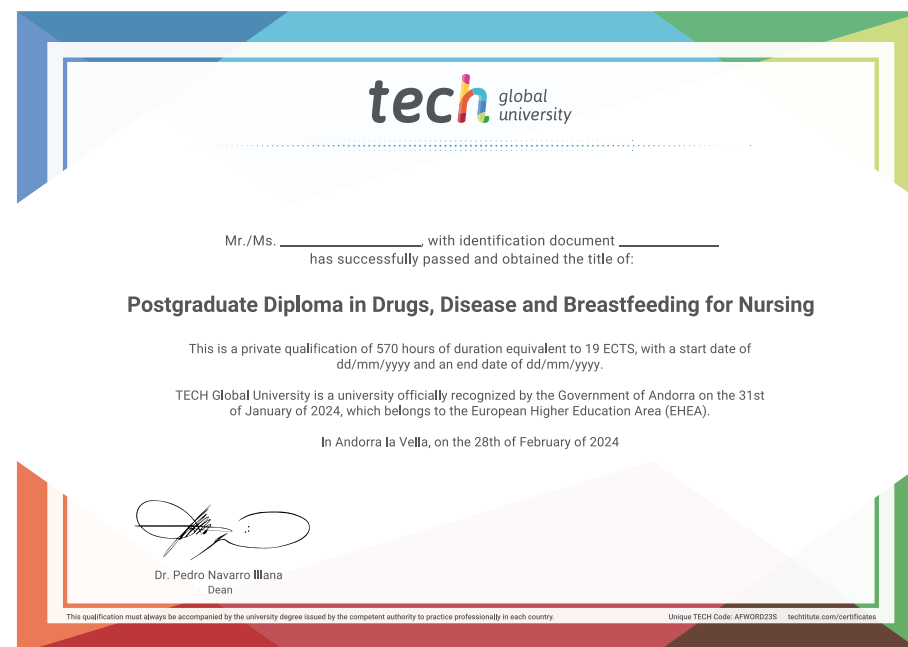 tech global university
Mr./Ms. ____________________, with identification document ______________
has successfully passed and obtained the title of:
Postgraduate Diploma in Drugs, Disease and Breastfeeding for Nursing
This is a private qualification of 570 hours of duration equivalent to 19 ECTS, with a start date of
dd/mm/yyyy and an end date of dd/mm/yyyy.
TECH Global University is a university officially recognized by the Government of Andorra on the 31st
of January of 2024, which belongs to the European Higher Education Area (EHEA).
In Andorra la Vella, on the 28th of February of 2024
Dr. Pedro Navarro Illana
Dean
This qualification must always be accompanied by the university degree issued by the competent authority to practice professionally in each country.
Unique TECH Code: AFWORD23S techtitute.com/certificates